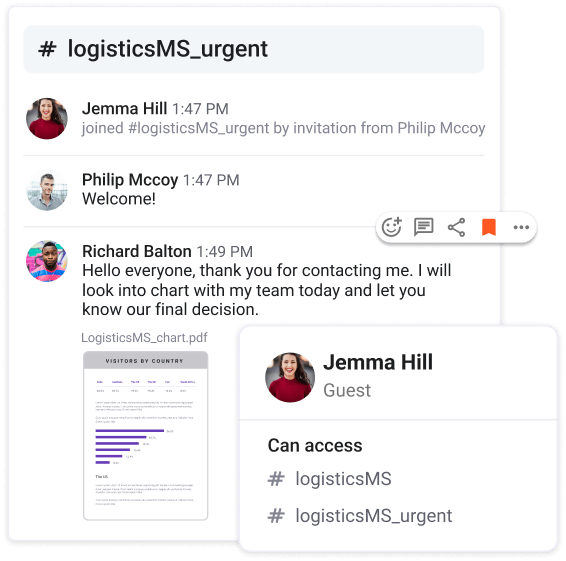 # logisticsMS_urgent
Jemma Hill 1:47 PM
joined #logisticsMS_urgent by invitation from Philip Mccoy
Philip Mccoy 1:47 PM
Welcome!
Richard Balton 1:49 PM
Hello everyone, thank you for contacting me. I will
look into chart with my team today and let you
know our final decision.
LogisticsMS_chart.pdf
VISITORS BY COUNTRY
The US
Jemma Hill
Guest
Can access
# logisticsMS
# logisticsMS_urgent